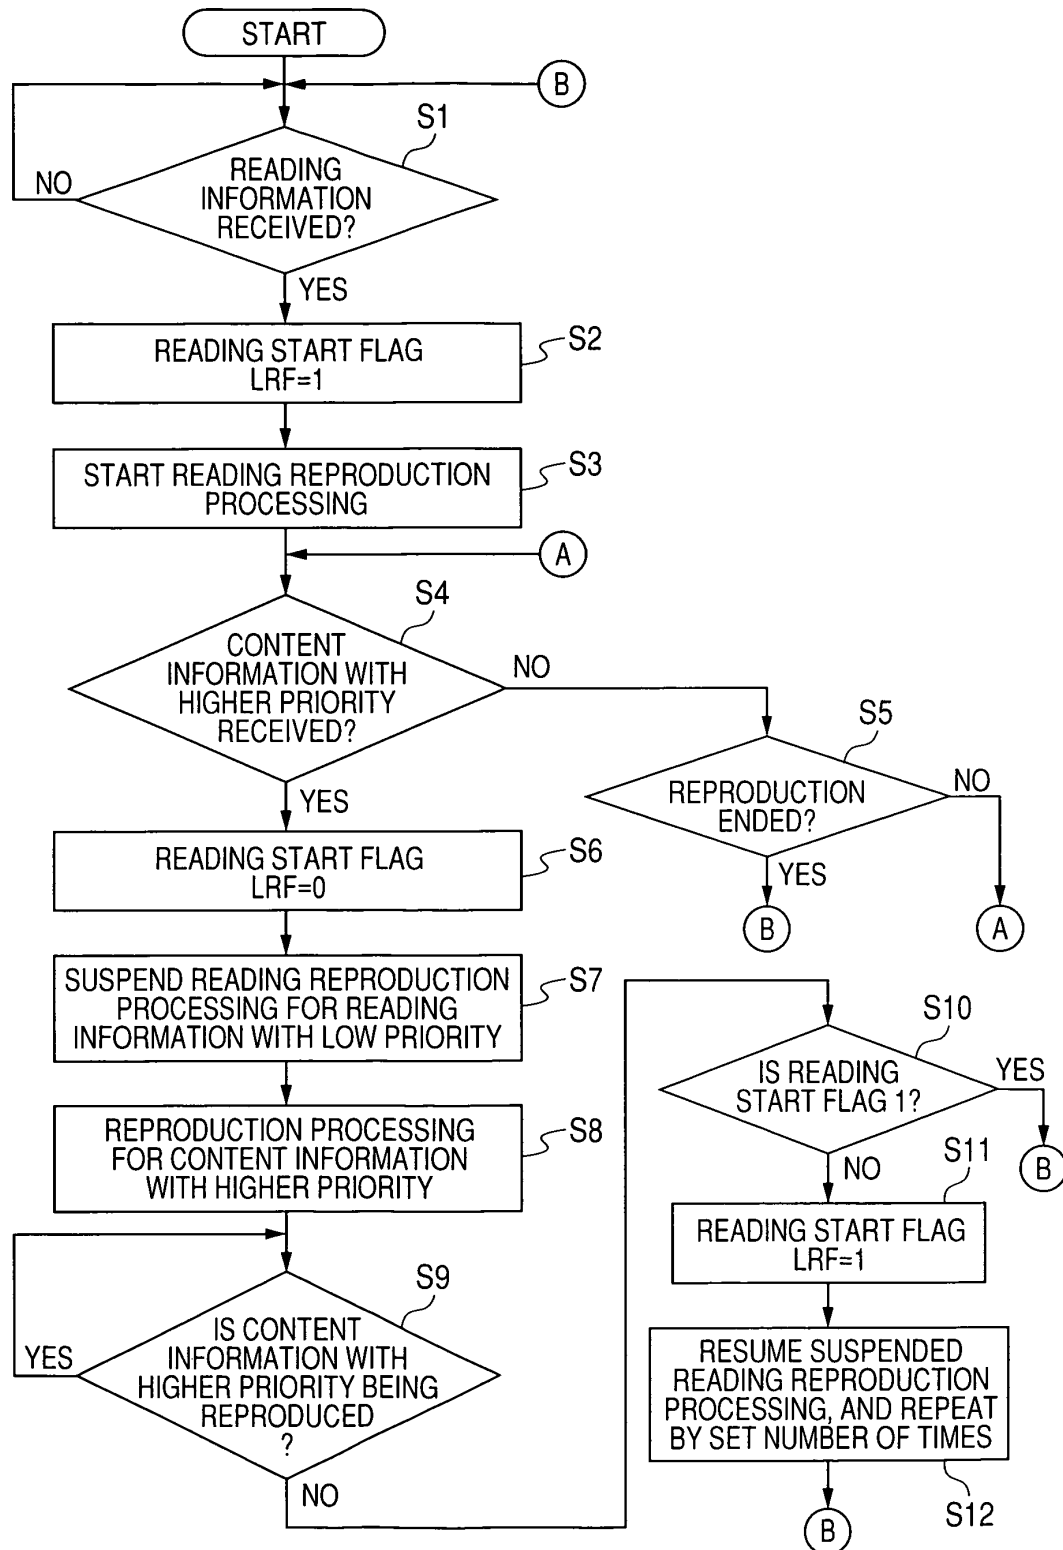 START
B
S1
READING
INFORMATION
RECEIVED?
NO
YES
READING START FLAG
LRF=1
S2
START READING REPRODUCTION
PROCESSING
S3
A
S4
CONTENT
INFORMATION WITH
HIGHER PRIORITY
RECEIVED?
NO
YES
S5
REPRODUCTION
ENDED?
NO
YES
B
A
READING START FLAG
LRF=0
S6
SUSPEND READING REPRODUCTION
PROCESSING FOR READING
INFORMATION WITH LOW PRIORITY
S7
REPRODUCTION PROCESSING
FOR CONTENT INFORMATION
WITH HIGHER PRIORITY
S8
S9
IS CONTENT
INFORMATION WITH
HIGHER PRIORITY BEING
REPRODUCED
?
YES
NO
S10
IS READING
START FLAG 1?
YES
B
NO
S11
READING START FLAG
LRF=1
RESUME SUSPENDED
READING REPRODUCTION
PROCESSING, AND REPEAT
BY SET NUMBER OF TIMES
S12
B